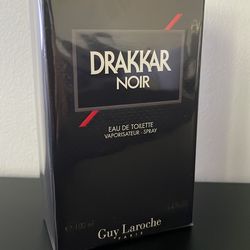 DRAKKAR
NOIR
EAU DE TOILETTE
VAPORISATEUR - SPRAY
Guy Laroche
PARIS